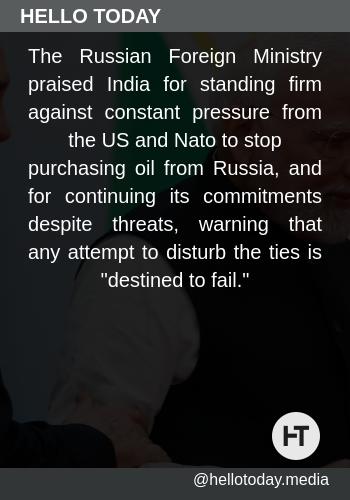 HELLO TODAY
The Russian Foreign Ministry
praised India for standing firm
against constant pressure from
the US and Nato to stop
purchasing oil from Russia, and
for continuing its commitments
despite threats, warning that
any attempt to disturb the ties is
"destined to fail."
HT
@hellotoday.media